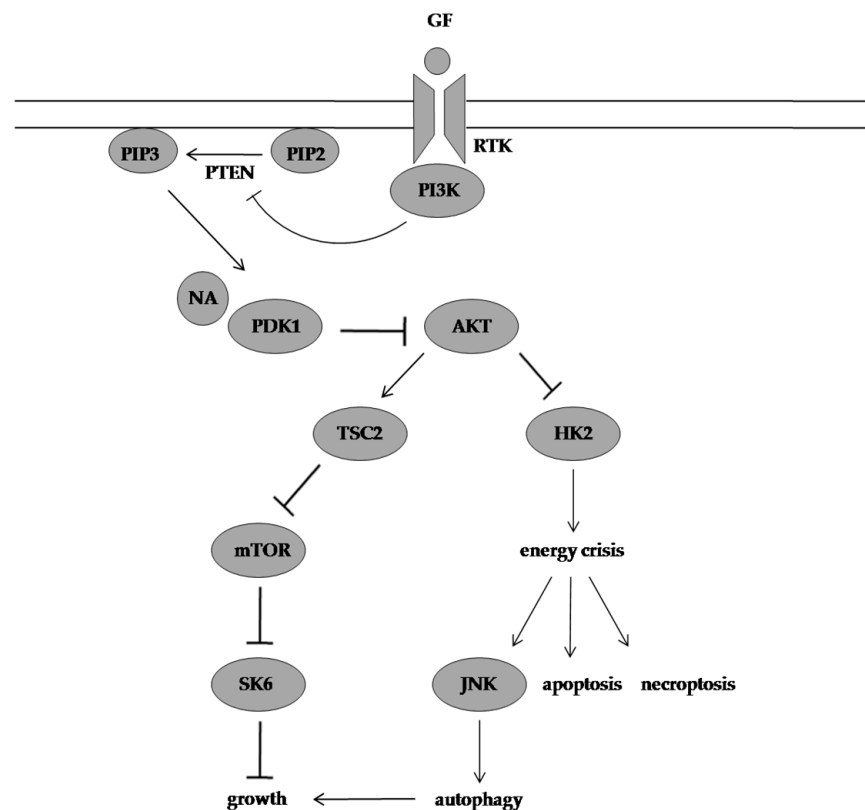 GF
RTK
PIP3
PTEN
PIP2
PI3K
NA
PDK1
AKT
TSC2
HK2
mTOR
energy crisis
SK6
JNK
apoptosis
necroptosis
growth
autophagy